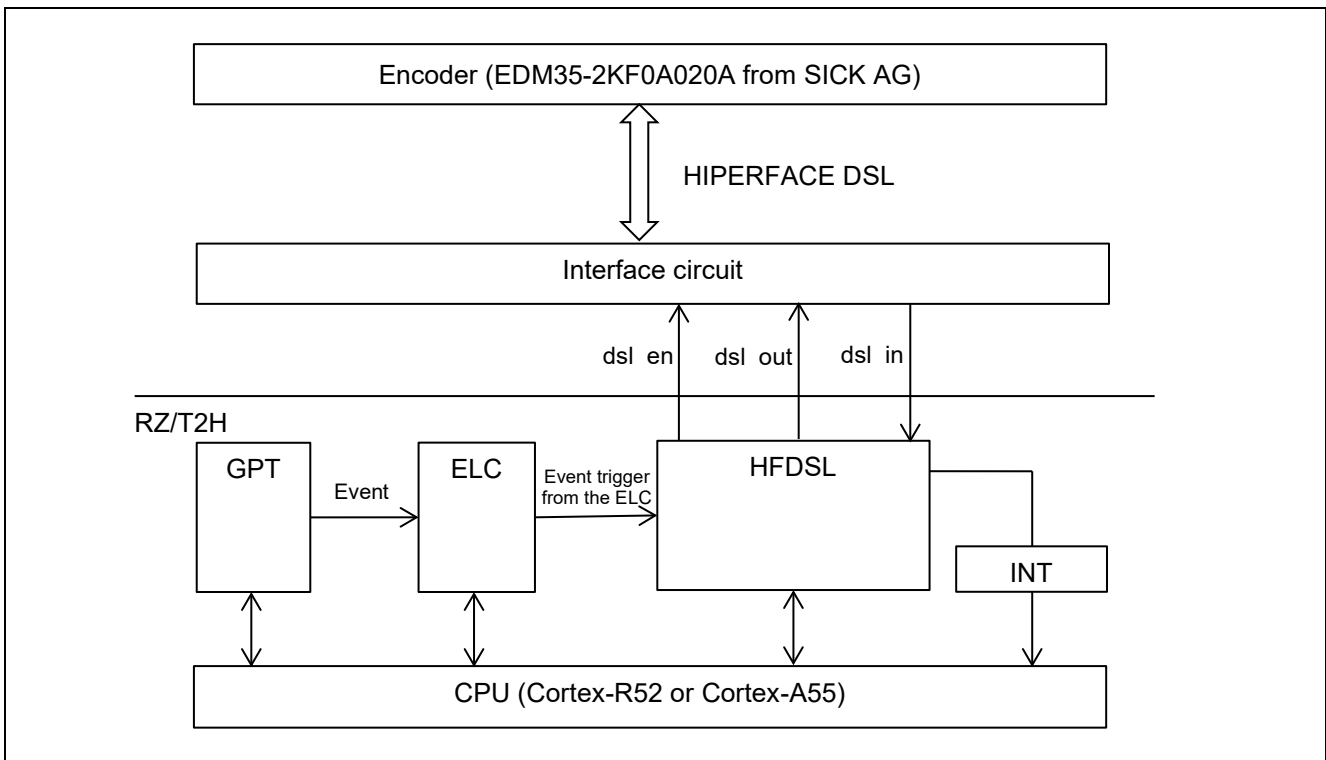 Encoder (EDM35-2KF0A020A from SICK AG)
HIPERFACE DSL
Interface circuit
dsl en
dsl out
dsl in
RZ/T2H
GPT
Event
ELC
Event trigger
from the ELC
HFDSL
INT
CPU (Cortex-R52 or Cortex-A55)